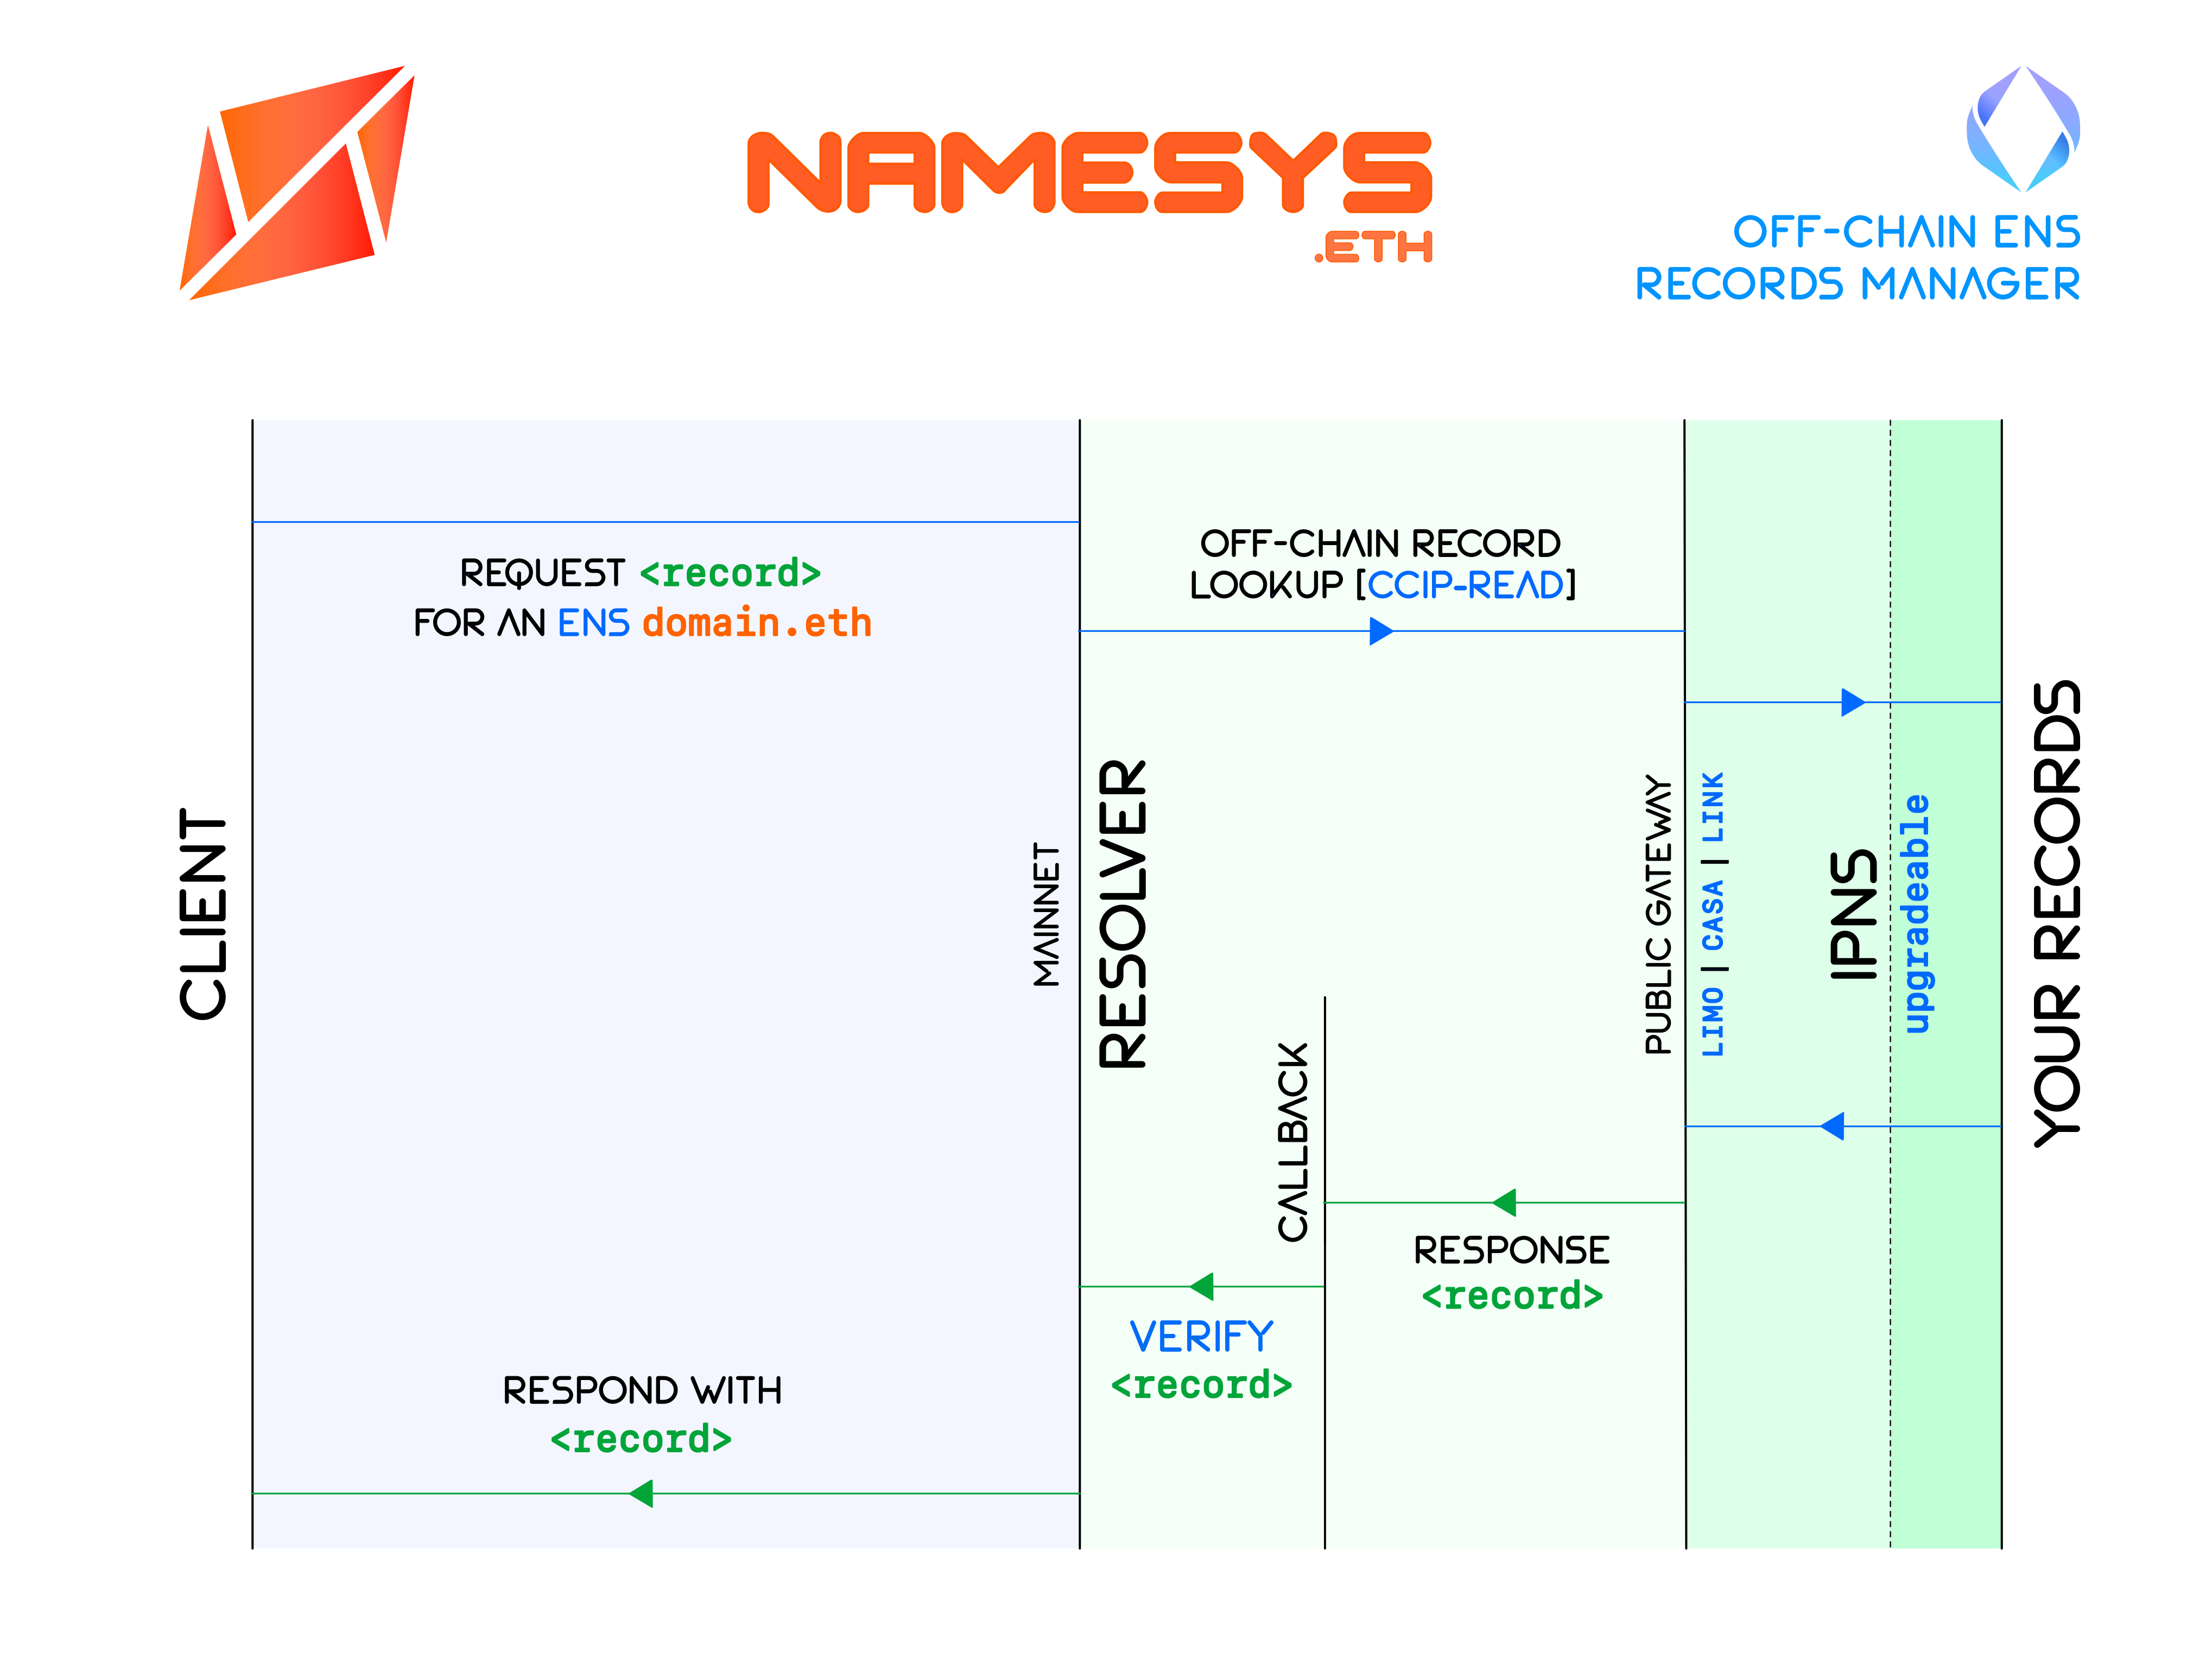 NAMESYS
.ETH
OFF-CHAIN ENS
RECORDS MANAGER
REQUEST <record>
FOR AN ENS domain.eth
OFF-CHAIN RECORD
LOOKUP [CCIP-READ]
CLIENT
MAINNET
RESOLVER
CALLBACK
PUBLIC GATEWAY
LIMO | CASA | LINK
IPNS
upgradeable
YOUR RECORDS
RESPONSE
<record>
VERIFY
<record>
RESPOND WITH
<record>